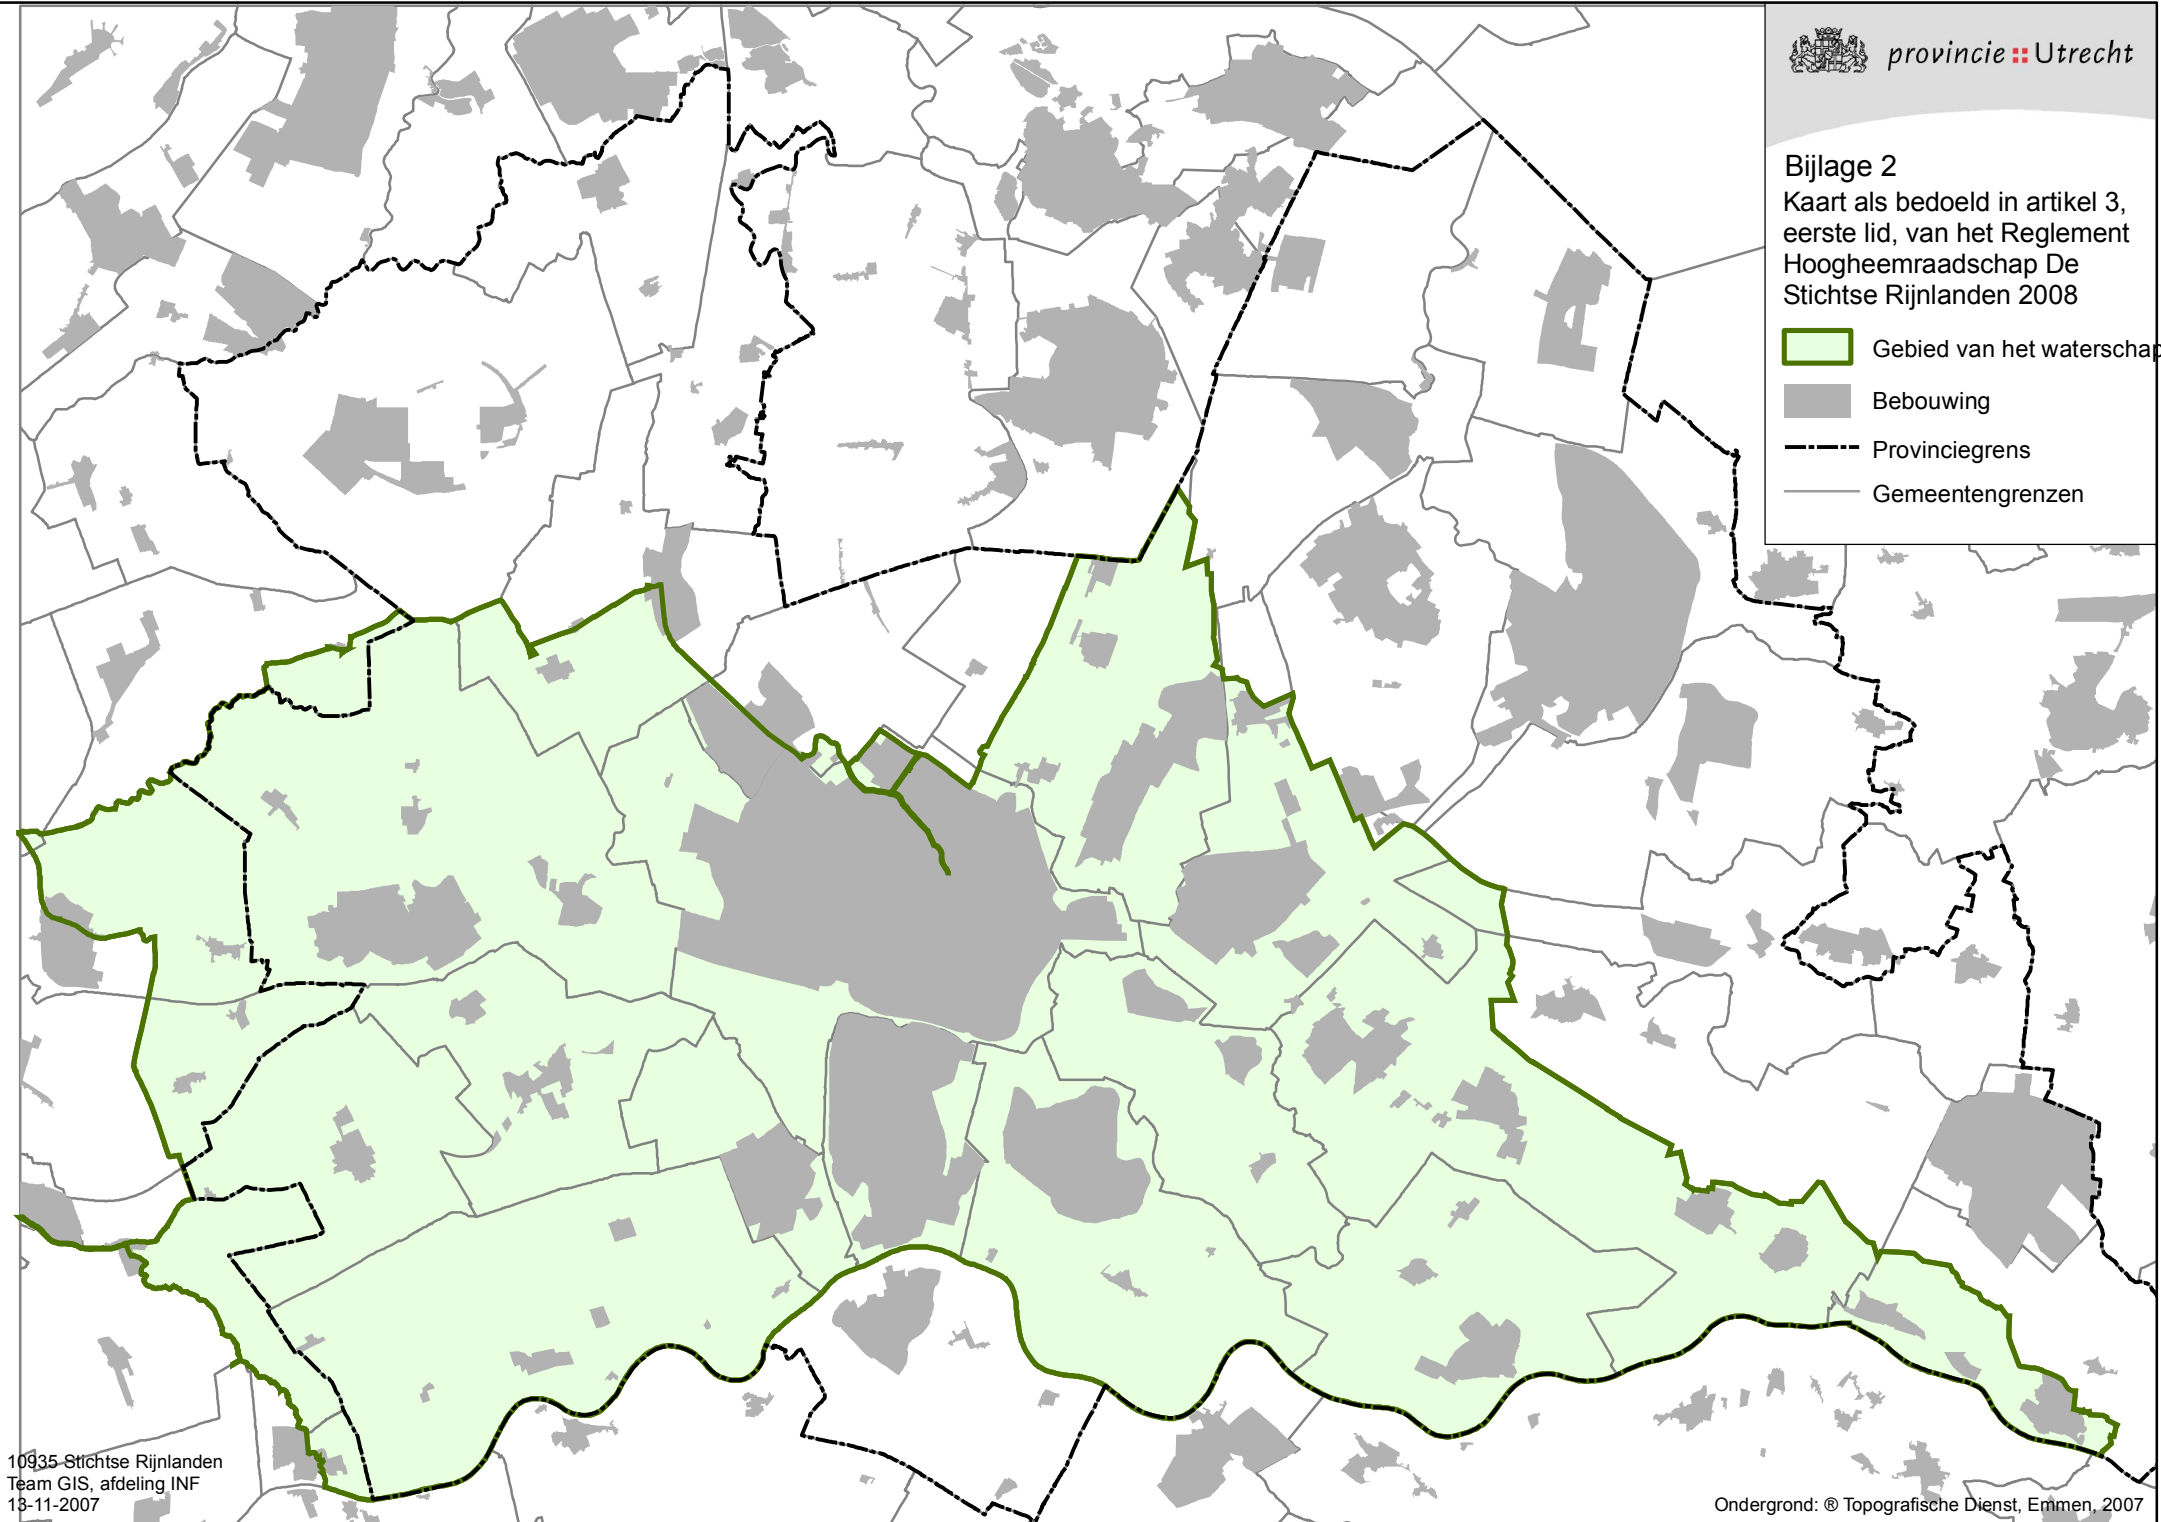 provincie Utrecht
Bijlage 2
Kaart als bedoeld in artikel 3,
eerste lid, van het Reglement
Hoogheemraadschap De
Stichtse Rijnlanden 2008
Gebied van het waterschap
Bebouwing
Provinciegrens
Gemeentengrenzen
10935 Stichtse Rijnlanden
Team GIS, afdeling INF
13-11-2007
Ondergrond: ® Topografische Dienst, Emmen, 2007